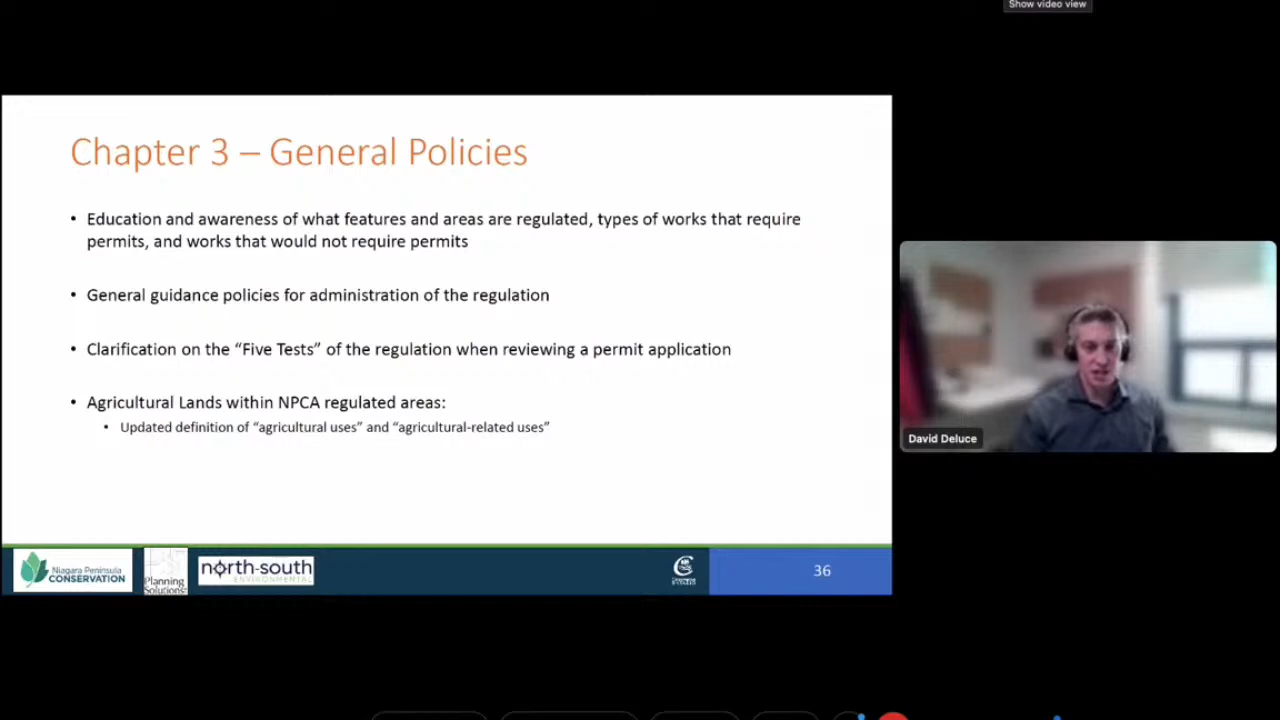 Show video view
Chapter 3 – General Policies
• Education and awareness of what features and areas are regulated, types of works that require
permits, and works that would not require permits
• General guidance policies for administration of the regulation
• Clarification on the “Five Tests” of the regulation when reviewing a permit application
• Agricultural Lands within NPCA regulated areas:
• Updated definition of “agricultural uses” and “agricultural-related uses”
David Deluce
Niagara Peninsula
CONSERVATION
Planning
Solutions
north-south
ENVIRONMENTAL
36